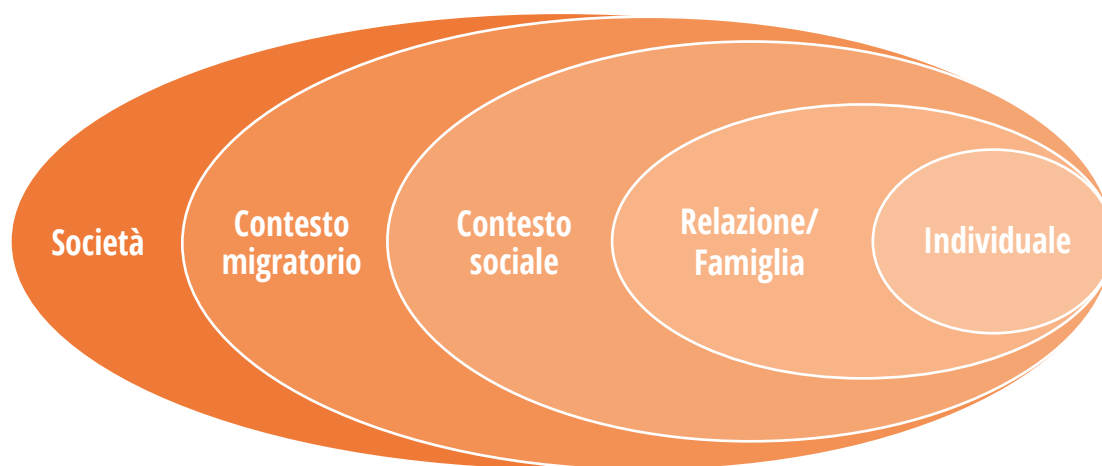 Società
Contesto
migratorio
Contesto
sociale
Relazione/
Famiglia
Individuale